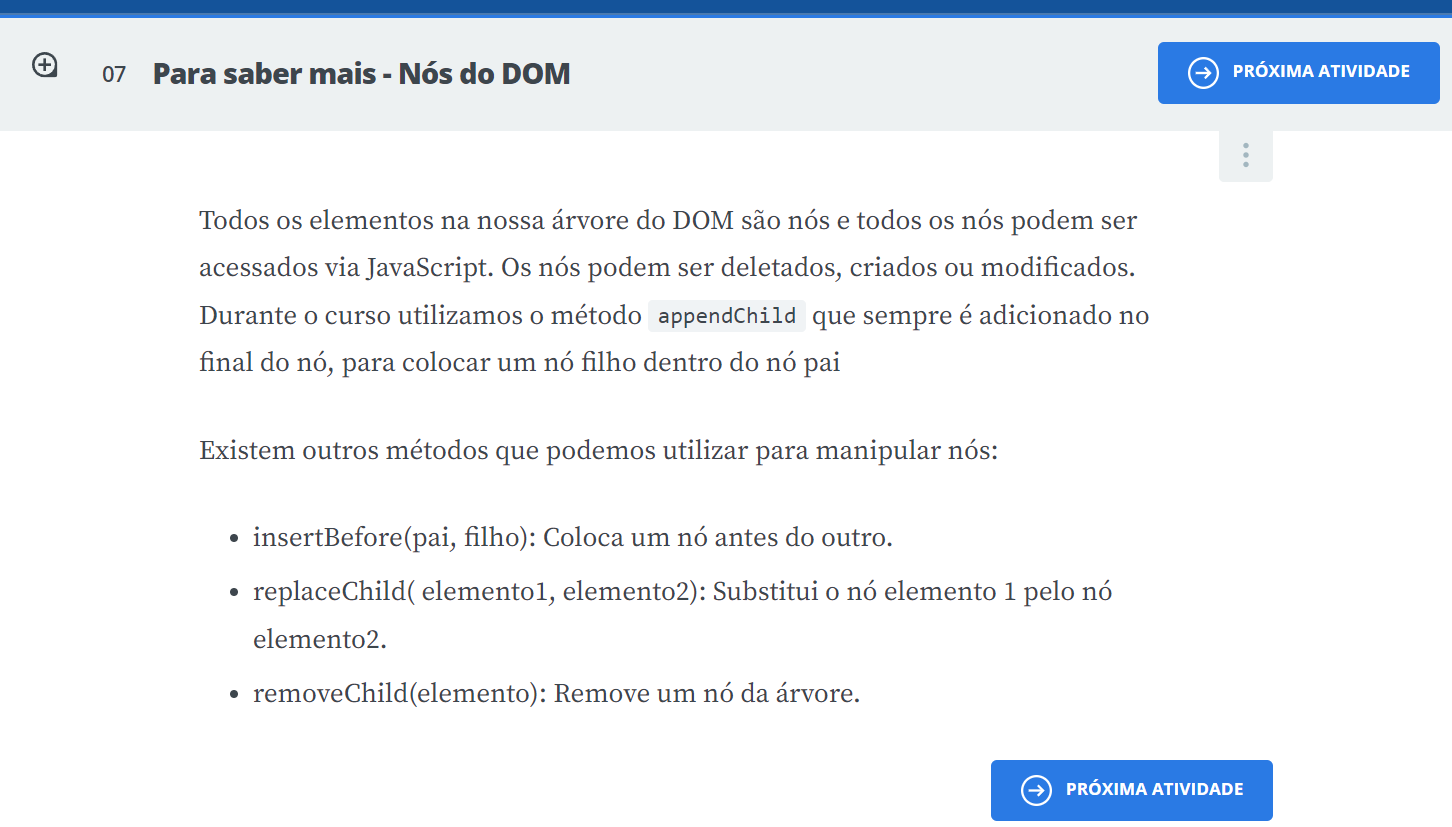 07 Para saber mais - Nós do DOM
PRÓXIMA ATIVIDADE
Todos os elementos na nossa árvore do DOM são nós e todos os nós podem ser
acessados via JavaScript. Os nós podem ser deletados, criados ou modificados.
Durante o curso utilizamos o método appendChild que sempre é adicionado no
final do nó, para colocar um nó filho dentro do nó pai
Existem outros métodos que podemos utilizar para manipular nós:
• insertBefore(pai, filho): Coloca um nó antes do outro.
• replaceChild( elemento1, elemento2): Substitui o nó elemento 1 pelo nó
elemento2.
• removeChild(elemento): Remove um nó da árvore.
PRÓXIMA ATIVIDADE